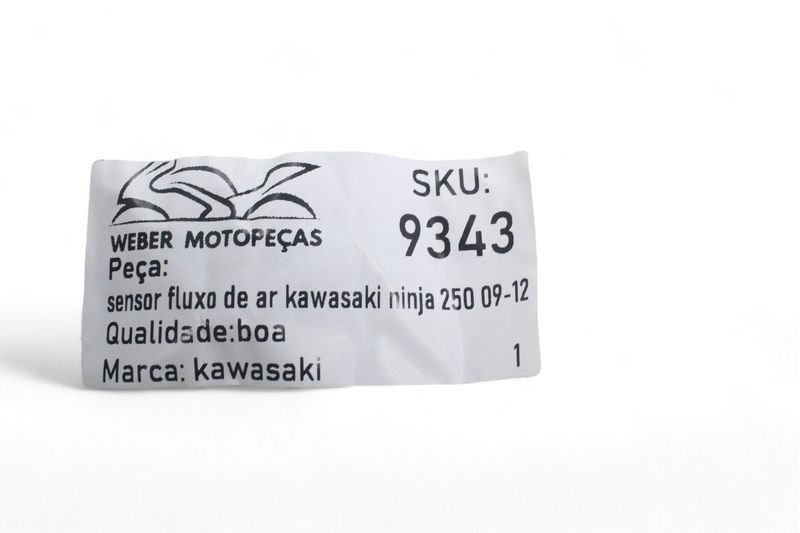 WEBER MOTOPEÇAS
SKU:
9343
Peça:
sensor fluxo de ar kawasaki ninja 250 09-12
Qualidade:boa
Marca: kawasaki
1